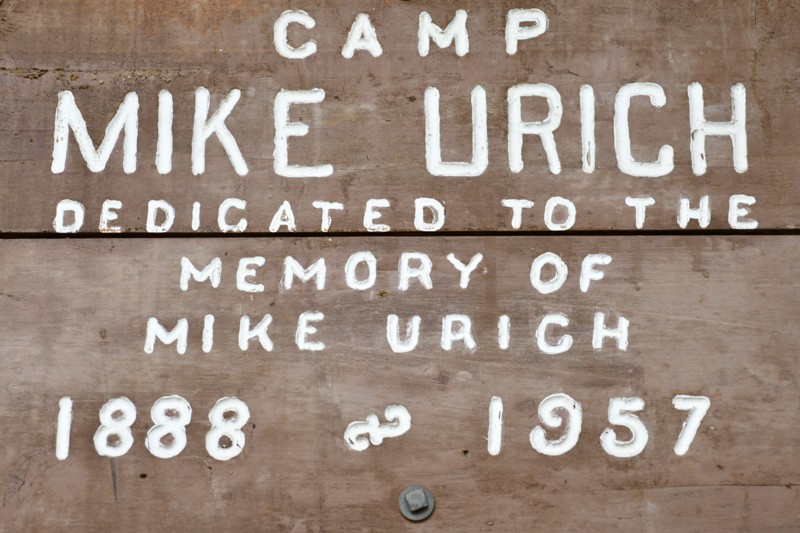 CAMP
MIKE URICH
DEDICATED TO THE
MEMORY OF
MIKE URICH
1888 & 1957